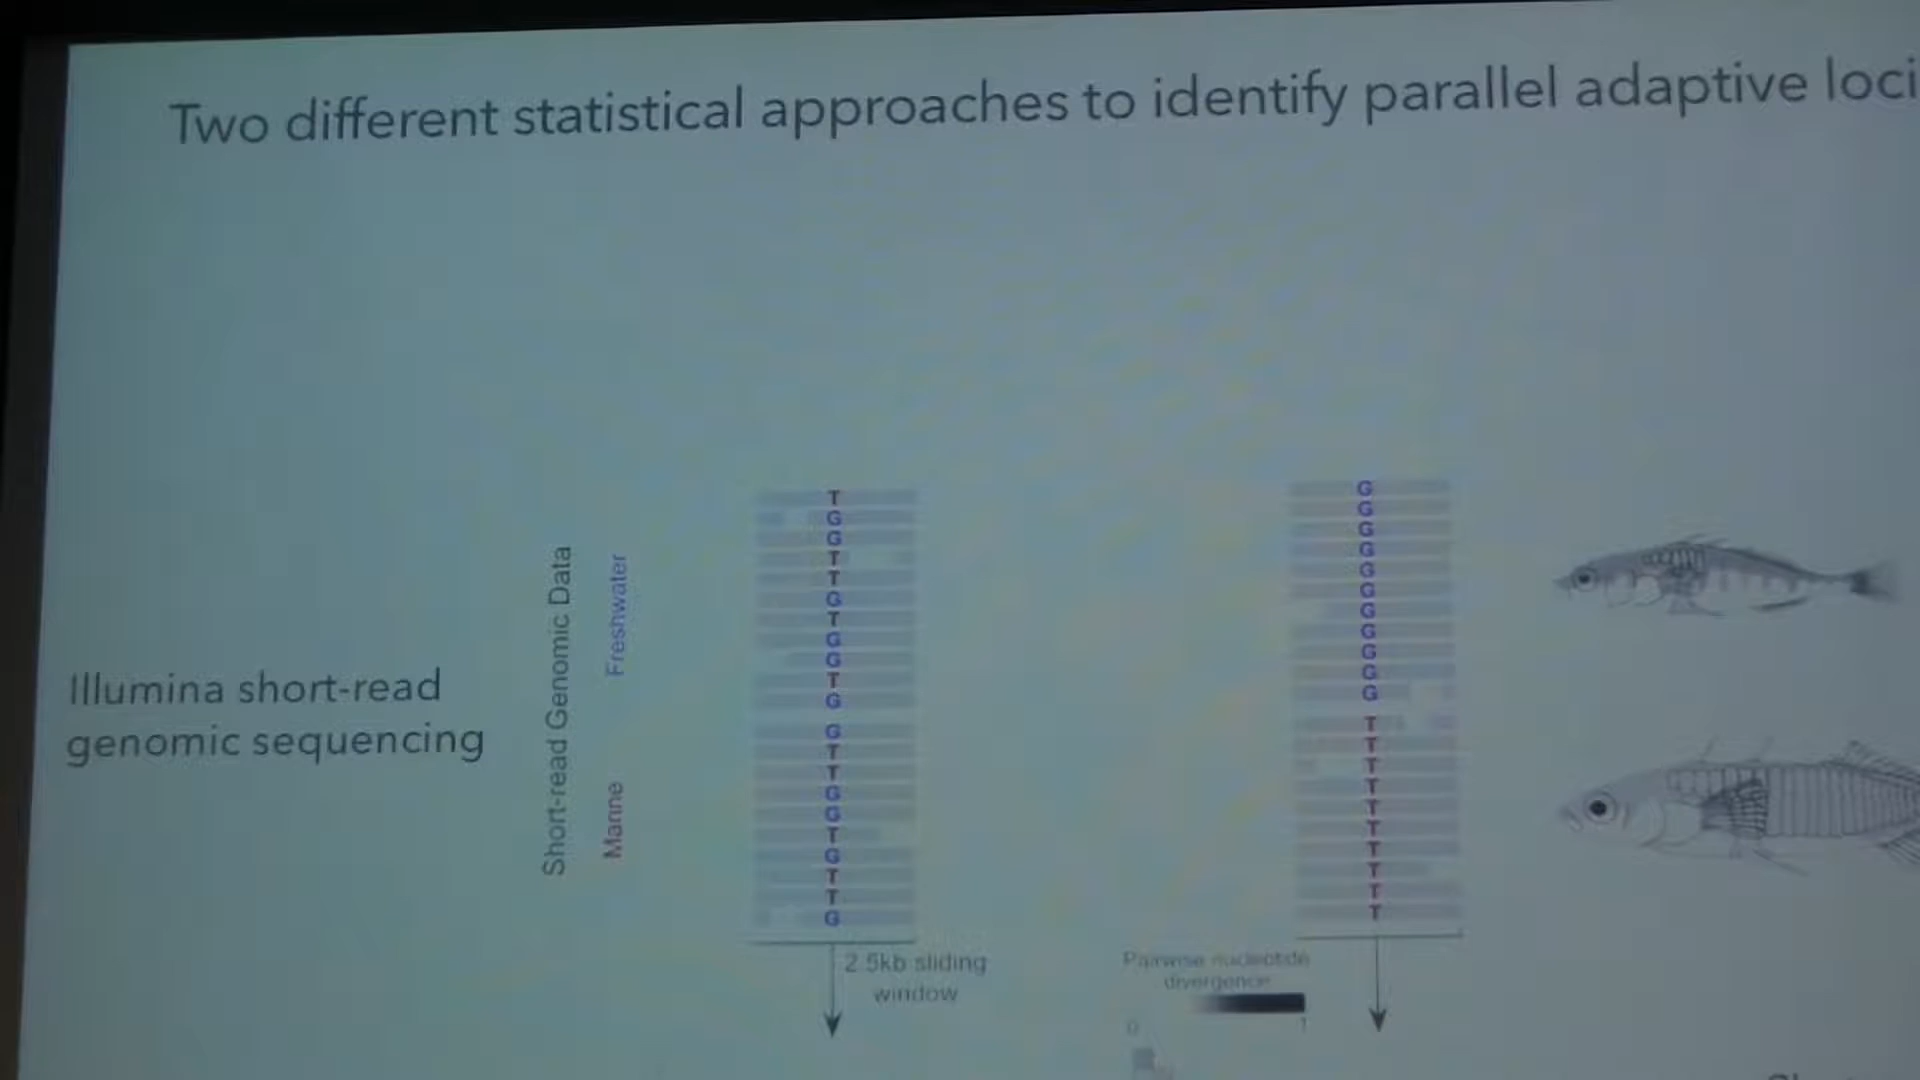 Two different statistical approaches to identify parallel adaptive loci
Illumina short-read
genomic sequencing
Short-read Genomic Data
Freshwater
Marine
T
G
G
T
T
G
T
G
G
T
G
G
T
T
G
G
T
G
T
T
G
2.5kb sliding
window
G
G
G
G
G
G
G
G
G
G
G
T
T
T
T
T
T
T
T
T
T
Pairwise nucleotide
divergence
0
1